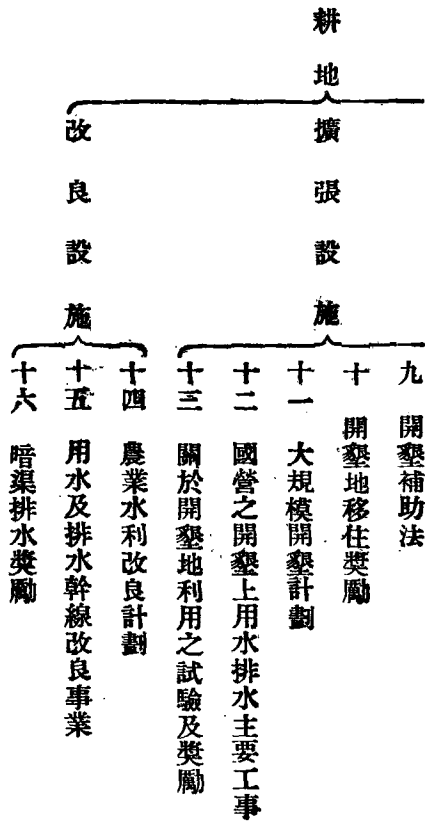 耕地
擴張設施
九 開墾補助法
十 開墾地移住奬勵
十一 大規模開墾計劃
十二 國營之開墾上用水排水主要工事
十三 關於開墾地利用之試驗及奬勵
改良設施
十四 農業水利改良計劃
十五 用水及排水幹線改良事業
十六 暗渠排水奬勵